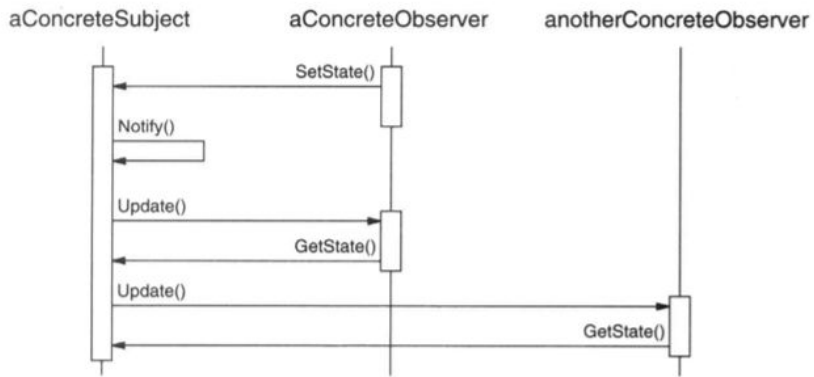 aConcreteSubject
aConcreteObserver
anotherConcreteObserver
SetState()
Notify()
Update()
GetState()
Update()
GetState()